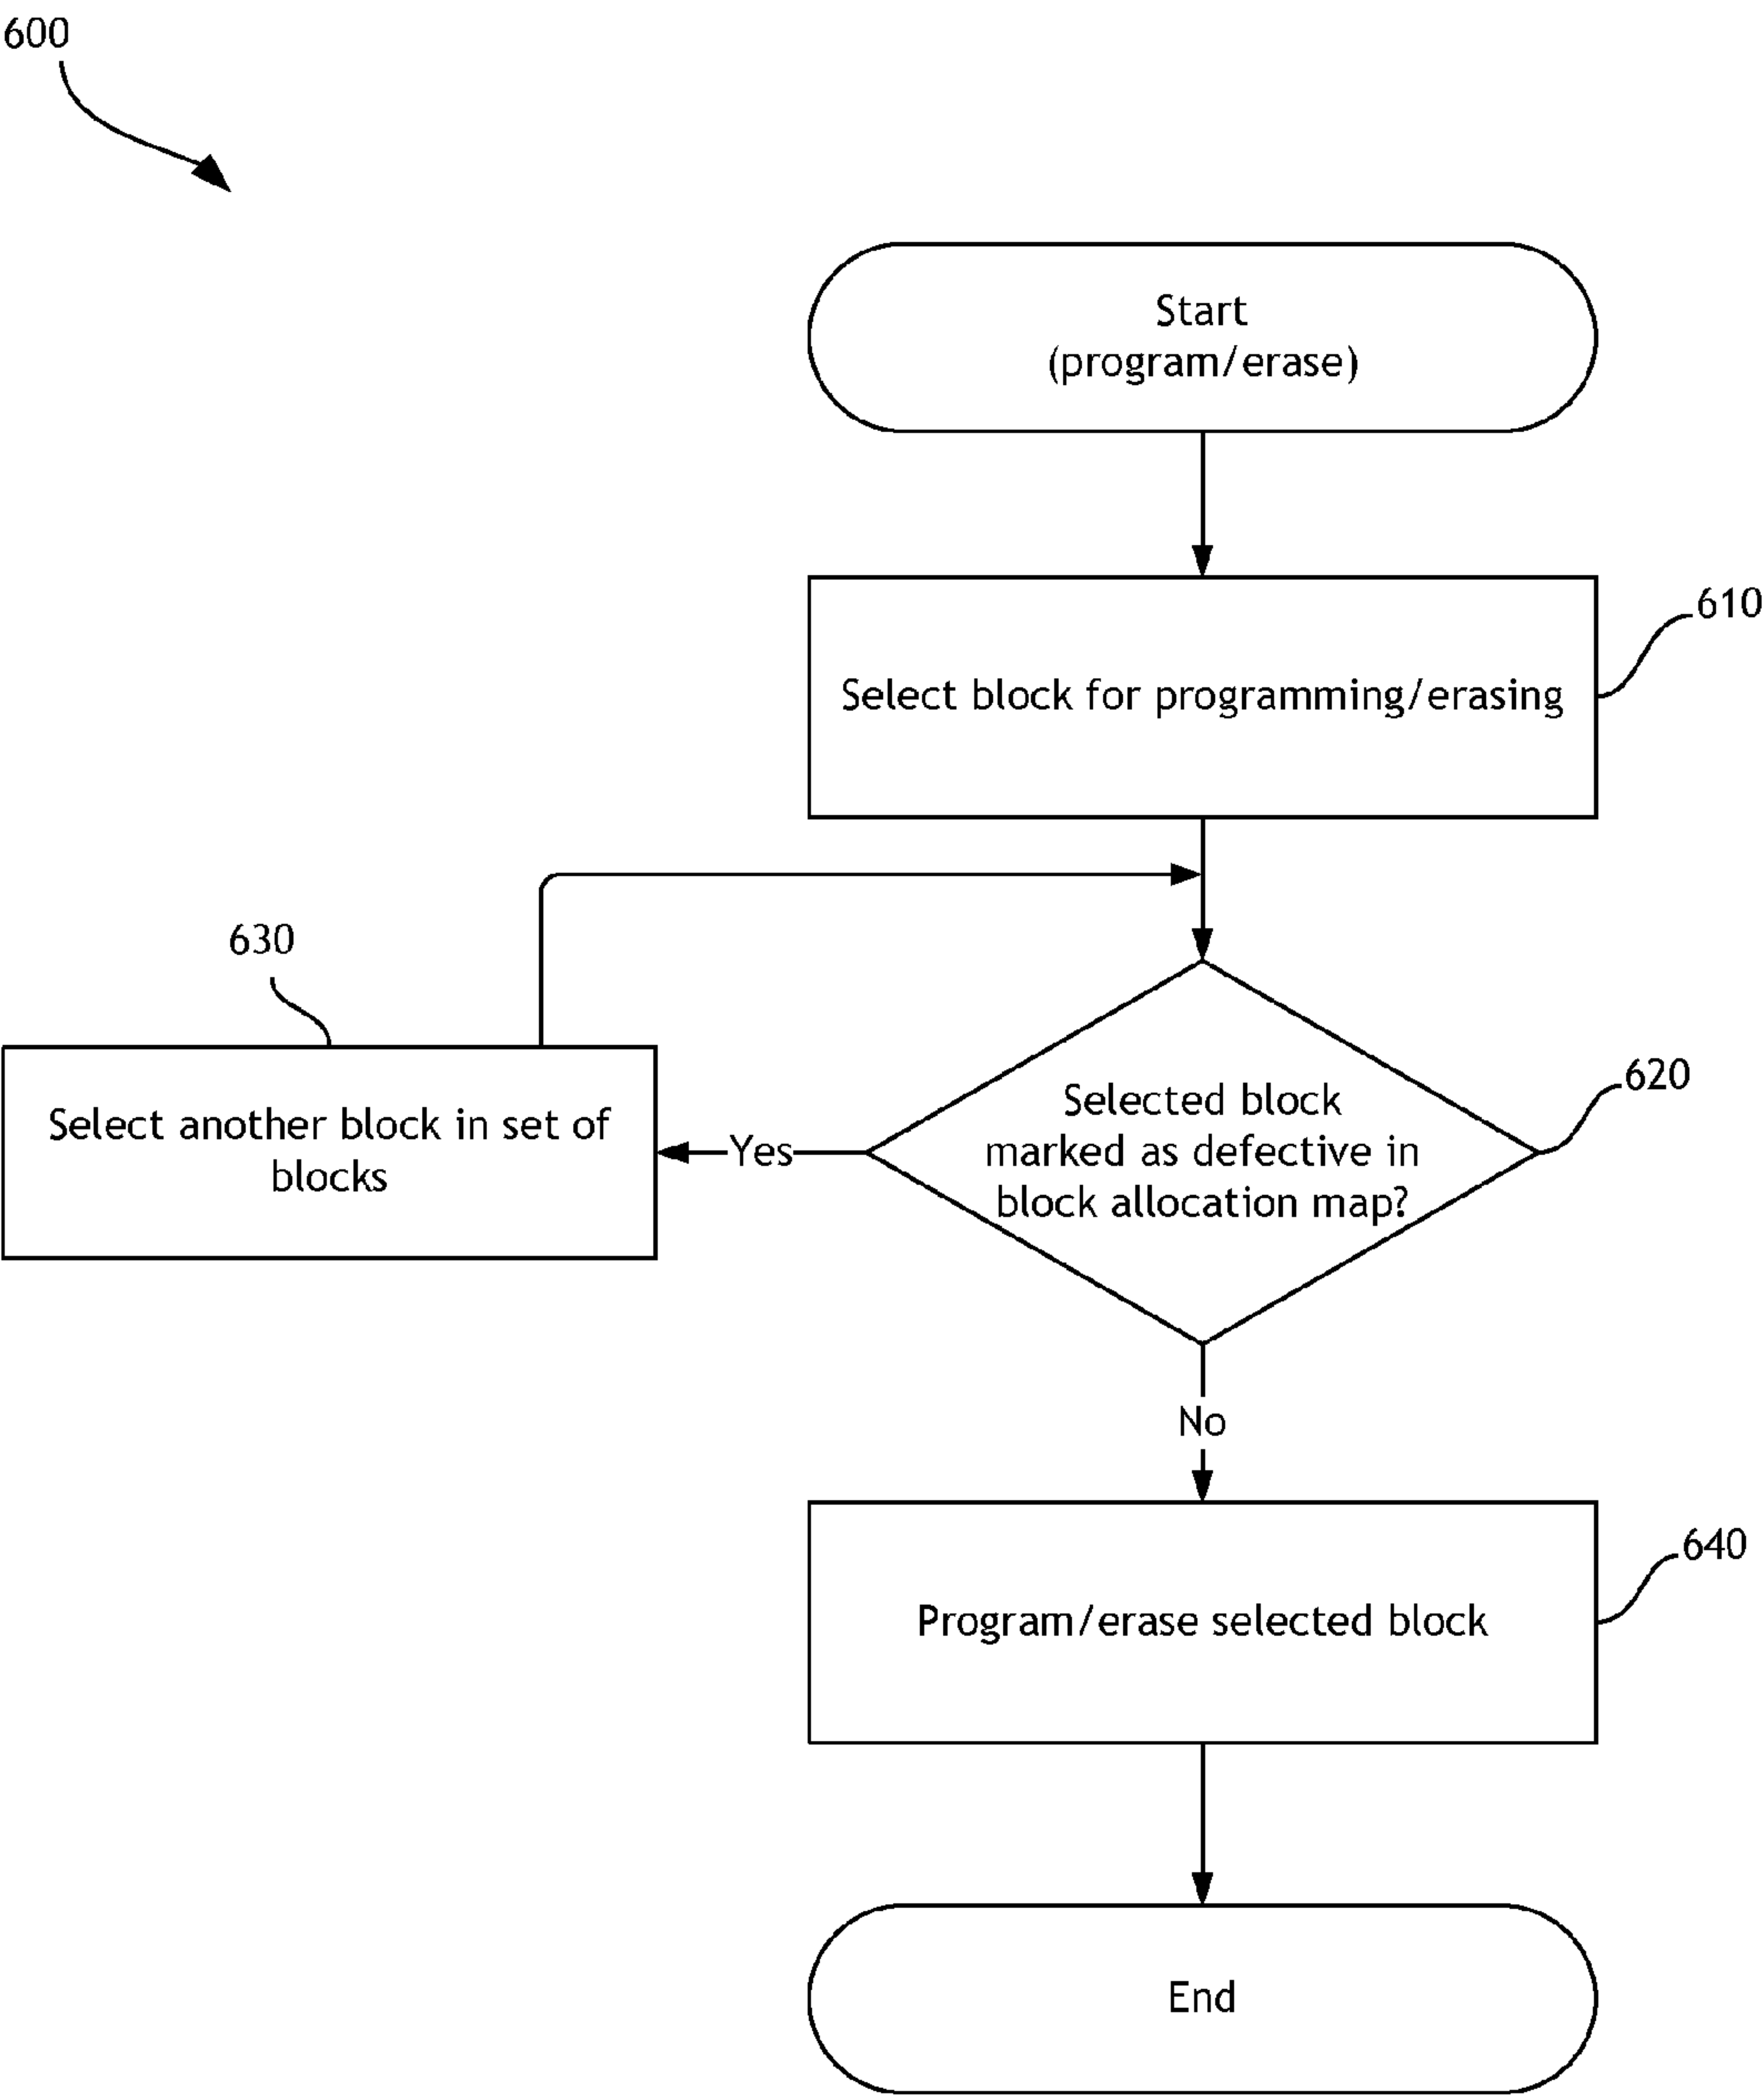 600
Start
(program/erase)
610
Select block for programming/erasing
630
620
Select another block in set of
blocks
Yes
Selected block
marked as defective in
block allocation map?
No
640
Program/erase selected block
End